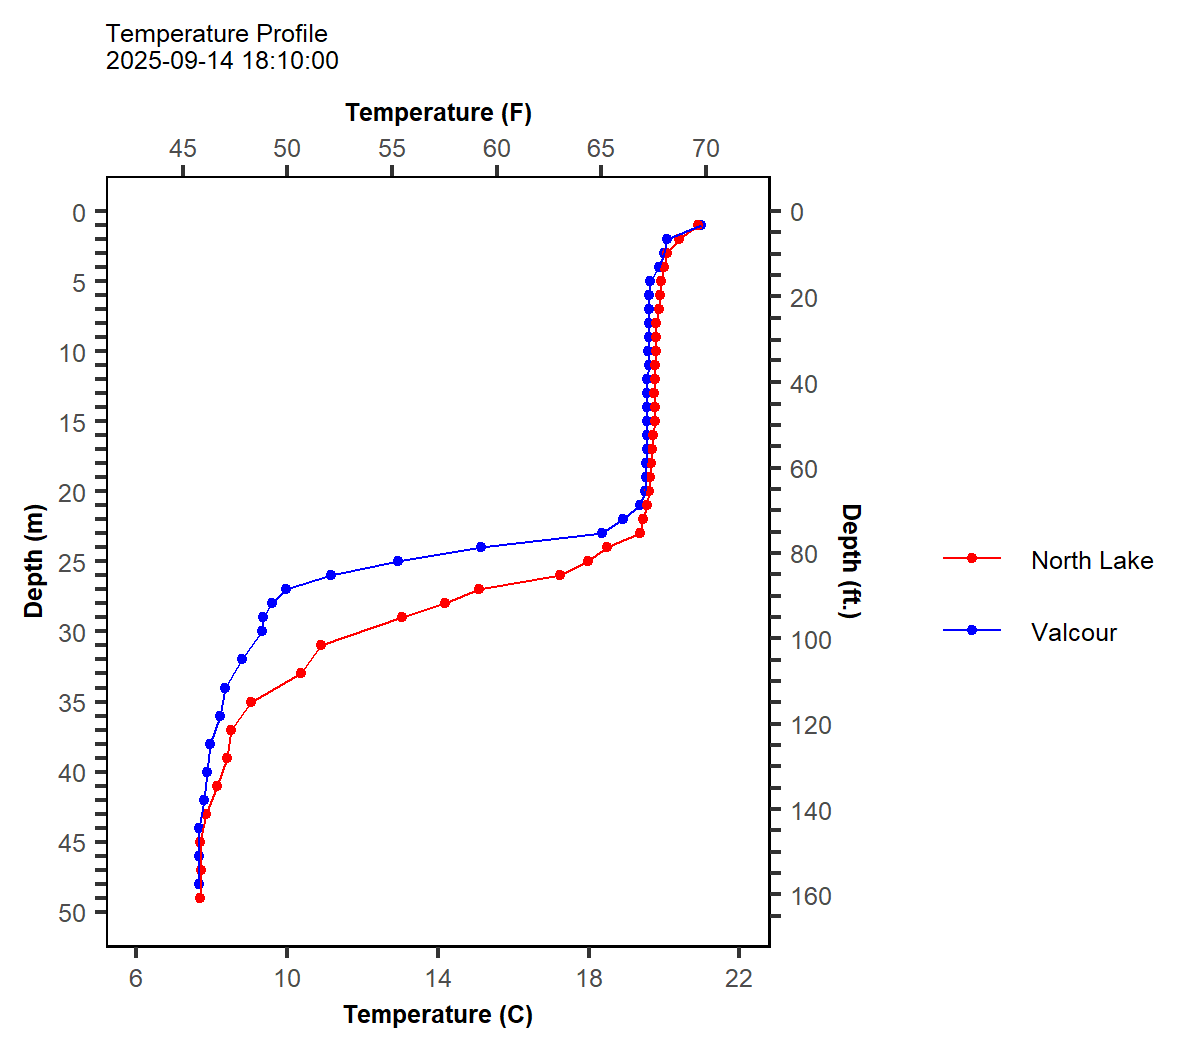 Temperature Profile
2025-09-14 18:10:00
Temperature (F)
45 50 55 60 65 70
0
5
10
15
20
25
30
35
40
45
50
Depth (m)
0
20
40
60
80
100
120
140
160
Depth (ft.)
North Lake
Valcour
6 10 14 18 22
Temperature (C)